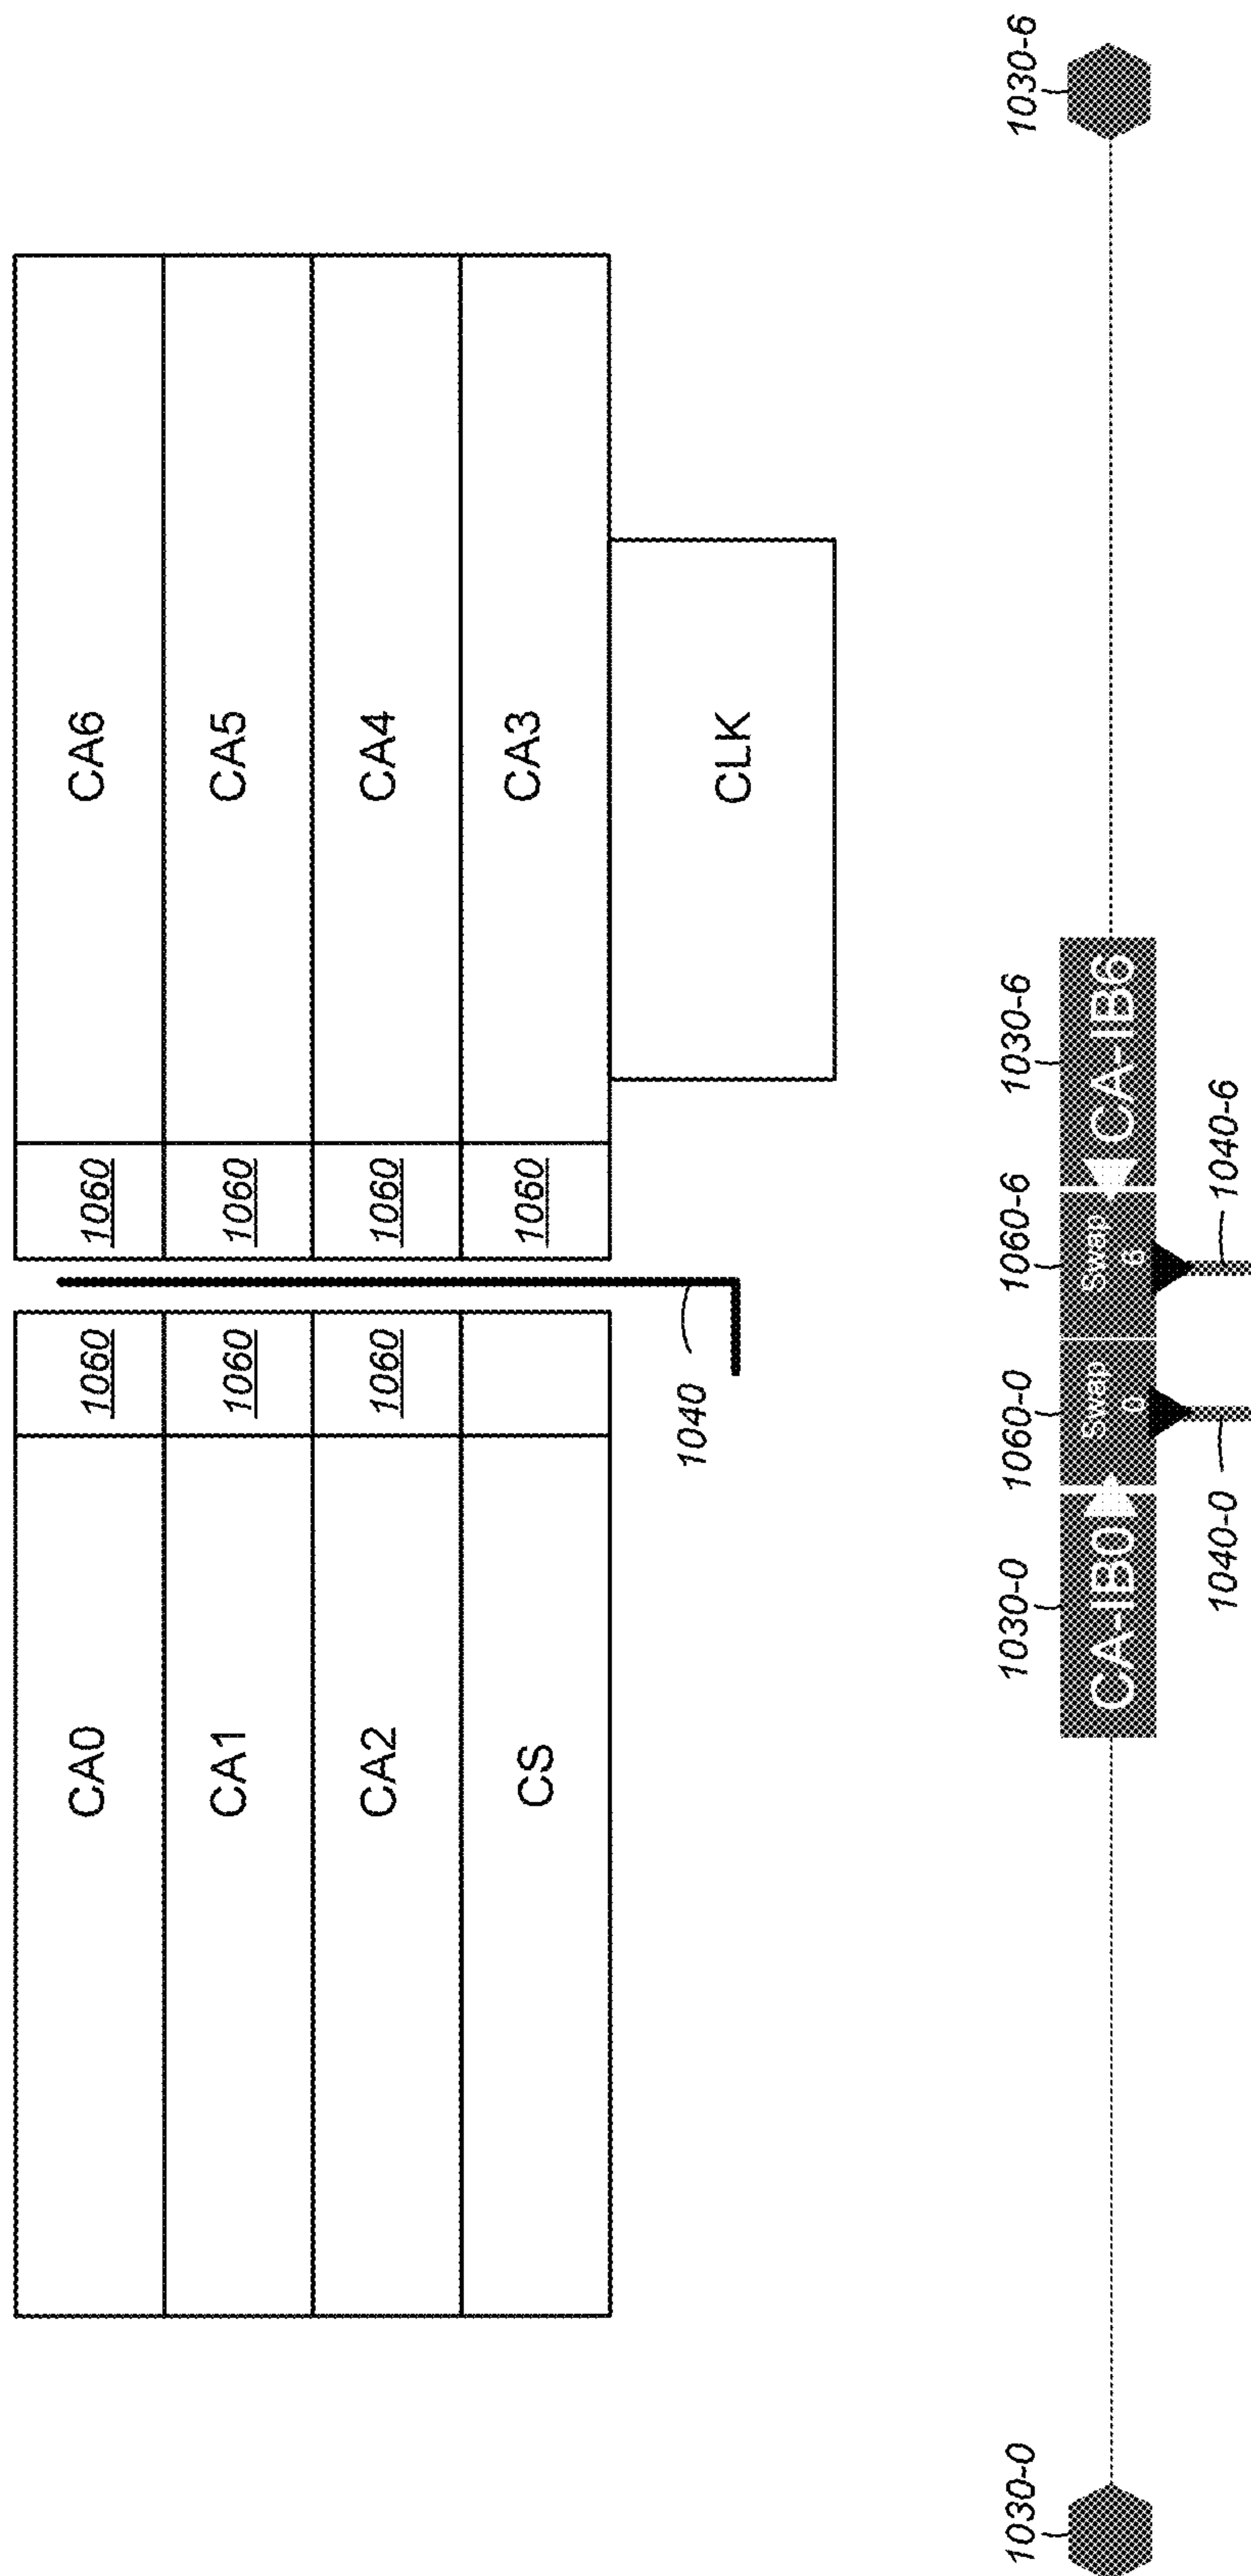 CA0 1060 1060 CA6
CA1 1060 1060 CA5
CA2 1060 1060 CA4
CS 1060 CA3
1040 CLK
1030-0 1030-0 1060-0 1060-6 1030-6 1030-6
CA-IB0 Swap 0 Swap 6 CA-IB6
1040-0 1040-6